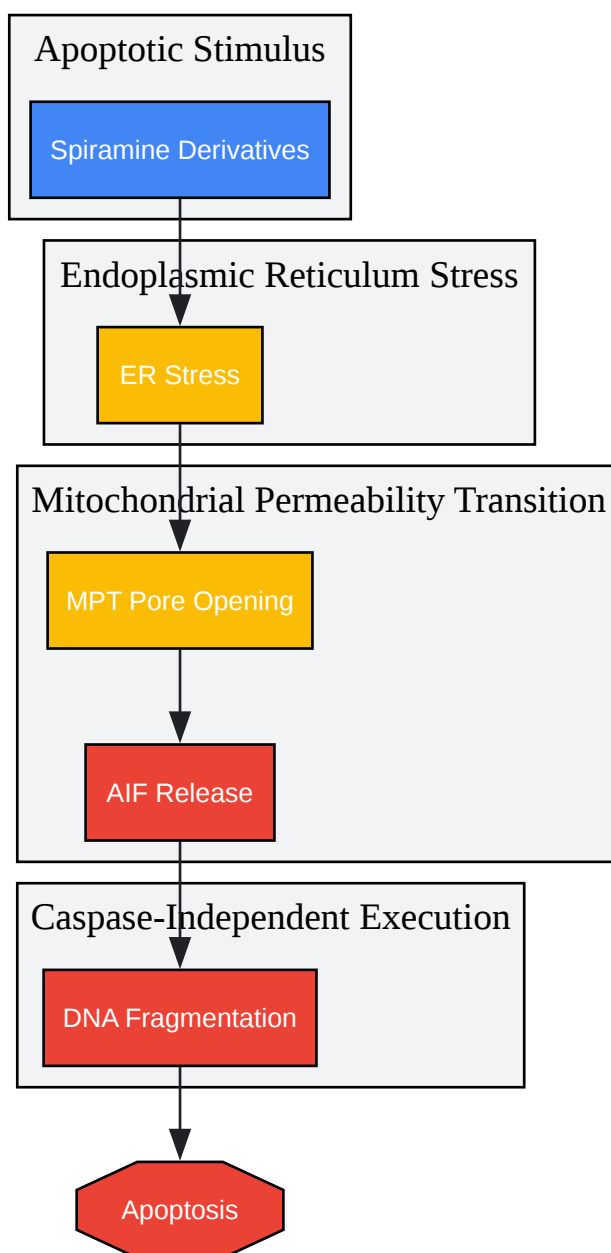 Apoptotic Stimulus
Spiramine Derivatives
Endoplasmic Reticulum Stress
ER Stress
Mitochondrial Permeability Transition
MPT Pore Opening
AIF Release
Caspase-Independent Execution
DNA Fragmentation
Apoptosis